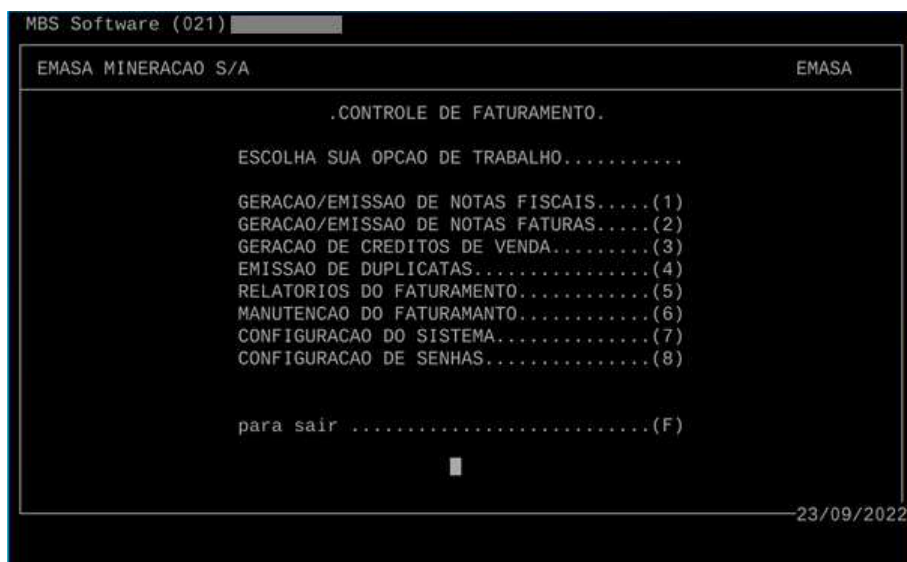 MBS Software (021)
EMASA MINERACAO S/A EMASA
.CONTROLE DE FATURAMENTO.
ESCOLHA SUA OPCAO DE TRABALHO...........
GERACAO/EMISSAO DE NOTAS FISCAIS.....(1)
GERACAO/EMISSAO DE NOTAS FATURAS.....(2)
GERACAO DE CREDITOS DE VENDA.........(3)
EMISSAO DE DUPLICATAS................(4)
RELATORIOS DO FATURAMENTO............(5)
MANUTENCAO DO FATURAMANTO............(6)
CONFIGURACAO DO SISTEMA..............(7)
CONFIGURACAO DE SENHAS...............(8)
para sair ...........................(F)
23/09/2022